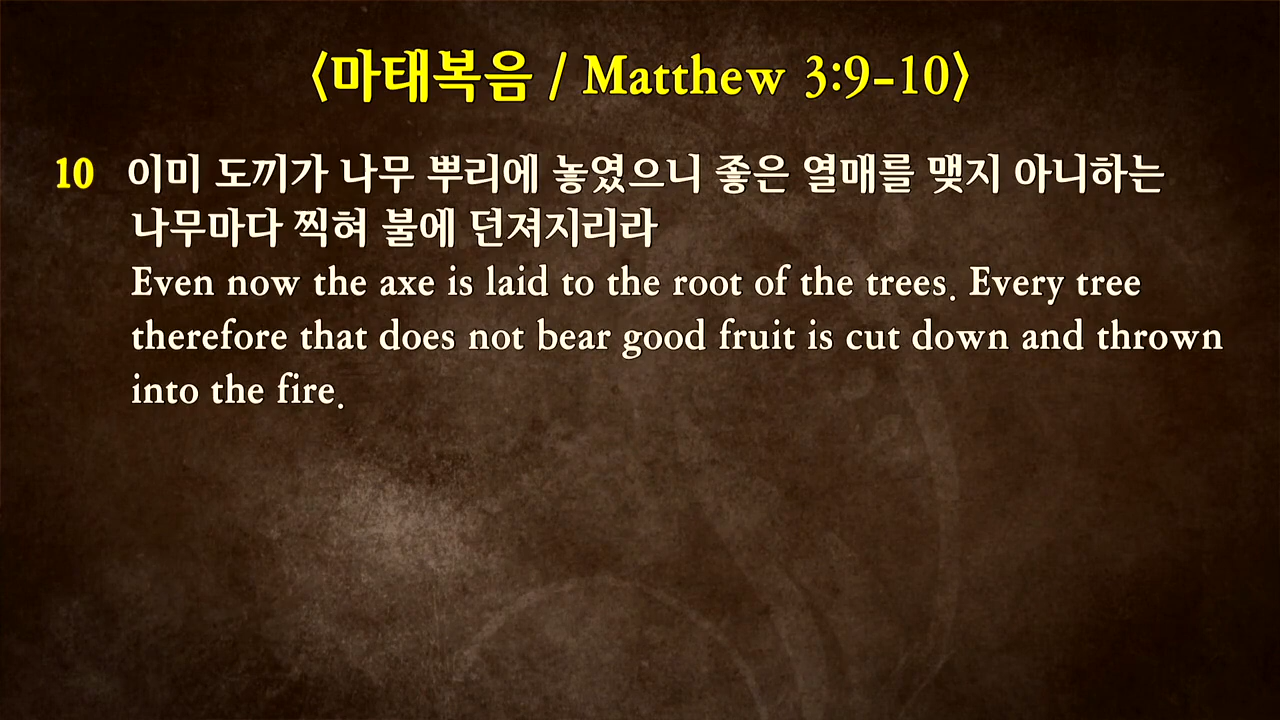 〈마태복음 / Matthew 3:9-10〉
10 이미 도끼가 나무 뿌리에 놓였으니 좋은 열매를 맺지 아니하는
나무마다 찍혀 불에 던져지리라
Even now the axe is laid to the root of the trees. Every tree
therefore that does not bear good fruit is cut down and thrown
into the fire.